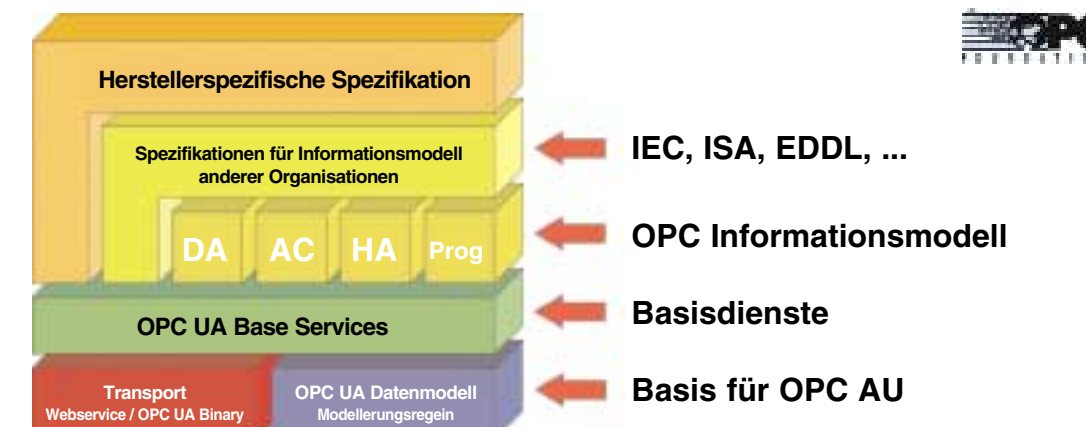 Herstellerspezifische Spezifikation
Spezifikationen für Informationsmodell
anderer Organisationen
IEC, ISA, EDDL, ...
DA AC HA Prog
OPC Informationsmodell
OPC UA Base Services
Basisdienste
Transport
Webservice / OPC UA Binary
OPC UA Datenmodell
Modellerungsregein
Basis für OPC AU